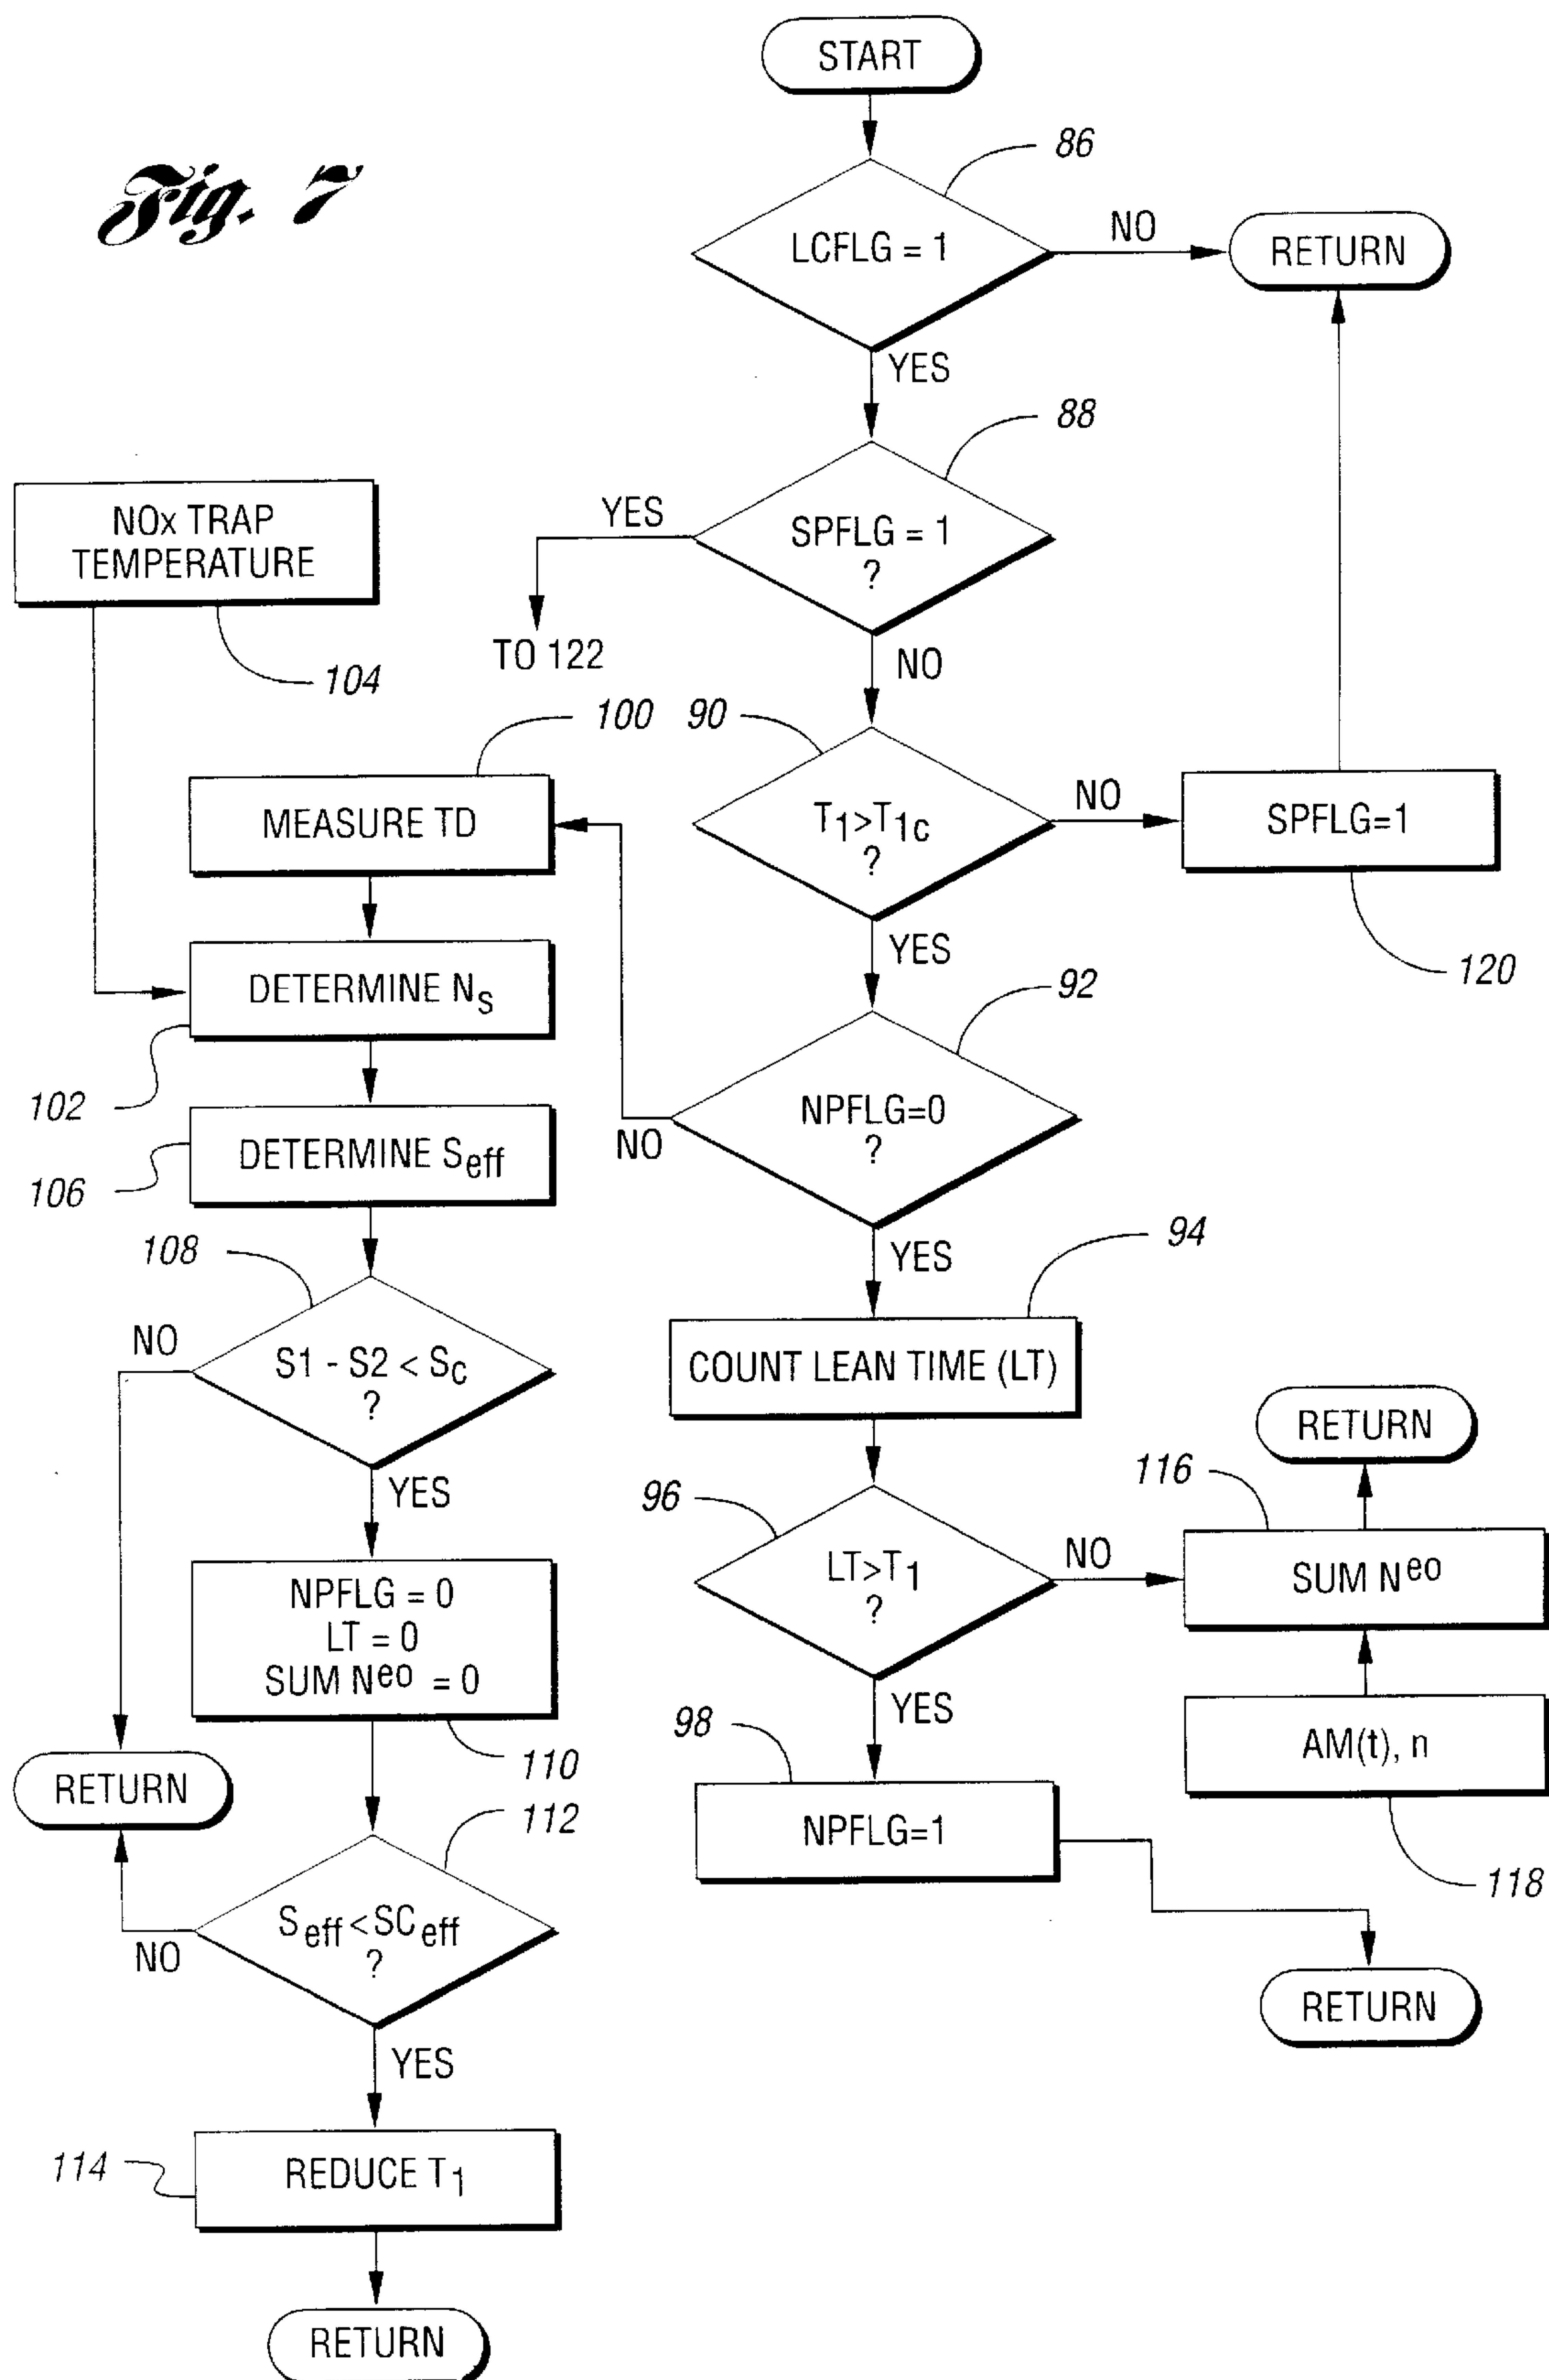 START
Fig. 7
86
LCFLG = 1
NO
RETURN
YES
88
SPFLG = 1
?
YES
TO 122
NO
NOx TRAP
TEMPERATURE
104
100
90
MEASURE TD
T1>T1c
?
NO
SPFLG=1
120
YES
DETERMINE Ns
102
92
NPFLG=0
?
NO
YES
DETERMINE Seff
106
94
COUNT LEAN TIME (LT)
108
S1 - S2 < Sc
?
NO
YES
96
LT>T1
?
NO
YES
RETURN
116
SUM Neo
AM(t), n
118
NPFLG = 0
LT = 0
SUM Neo = 0
110
98
NPFLG=1
RETURN
RETURN
112
Seff<SCeff
?
NO
YES
114
REDUCE T1
RETURN